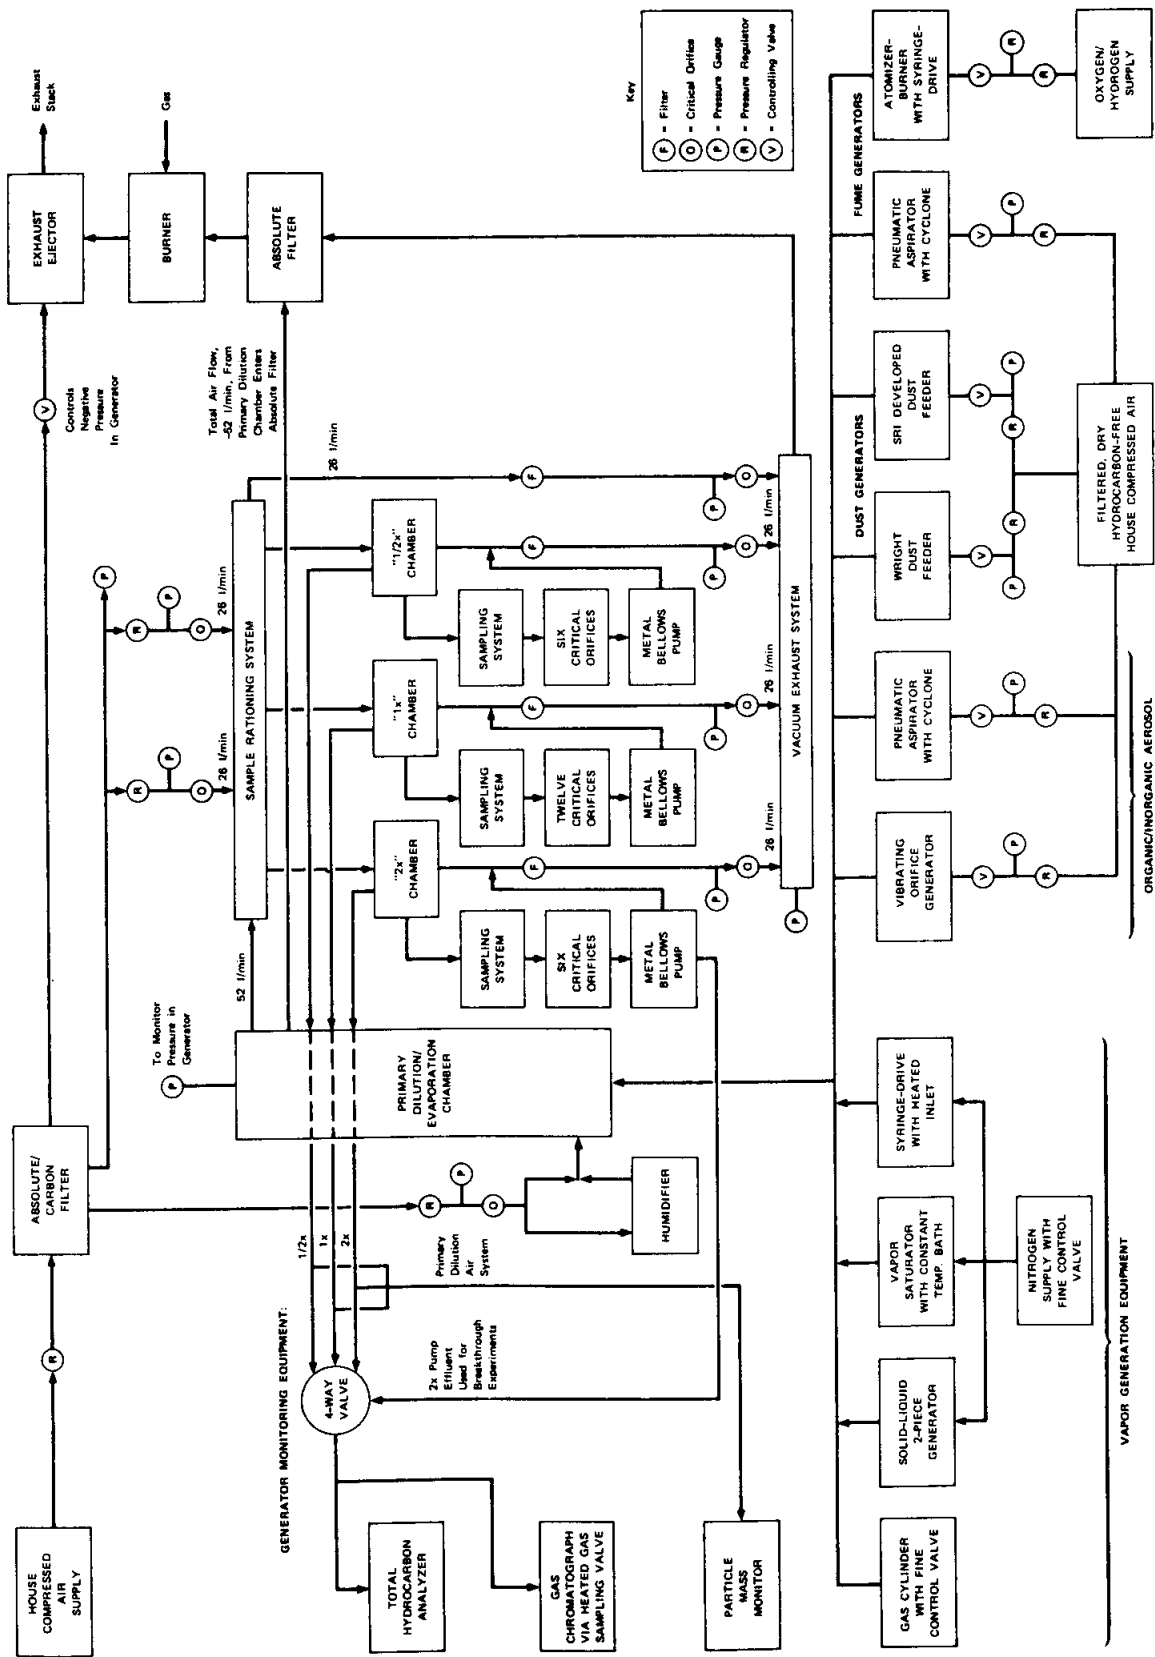 HOUSE
COMPRESSED
AIR
SUPPLY
R
ABSOLUTE/
CARBON
FILTER
V
Controls
Negative
Pressure
In Generator
EXHAUST
EJECTOR
Exhaust
Stack
BURNER
Gas
ABSOLUTE
FILTER
P
R
P
O
26 l/min
R
P
O
26 l/min
P
To Monitor
Pressure in
Generator
52 l/min
SAMPLE RATIONING SYSTEM
Total Air Flow,
~52 l/min, From
Primary Dilution
Chamber Enters
Absolute Filter
26 l/min
F
P
O
26 l/min
GENERATOR MONITORING EQUIPMENT:
4-WAY
VALVE
1/2x
1x
2x
2x Pump
Effluent
Used for
Breakthrough
Experiments
TOTAL
HYDROCARBON
ANALYZER
GAS
CHROMATOGRAPH
VIA HEATED GAS
SAMPLING VALVE
PARTICLE
MASS
MONITOR
Primary
Dilution
Air
System
R
P
O
HUMIDIFIER
PRIMARY
DILUTION/
EVAPORATION
CHAMBER
"2x"
CHAMBER
SAMPLING
SYSTEM
SIX
CRITICAL
ORIFICES
METAL
BELLOWS
PUMP
F
P
O
26 l/min
"1x"
CHAMBER
SAMPLING
SYSTEM
TWELVE
CRITICAL
ORIFICES
METAL
BELLOWS
PUMP
F
P
O
26 l/min
"1/2x"
CHAMBER
SAMPLING
SYSTEM
SIX
CRITICAL
ORIFICES
METAL
BELLOWS
PUMP
F
P
O
26 l/min
P
VACUUM EXHAUST SYSTEM
Key
F = Filter
O = Critical Orifice
P = Pressure Gauge
R = Pressure Regulator
V = Controlling Valve
GAS CYLINDER
WITH FINE
CONTROL VALVE
SOLID-LIQUID
2-PIECE
GENERATOR
VAPOR
SATURATOR
WITH CONSTANT
TEMP. BATH
SYRINGE-DRIVE
WITH HEATED
INLET
NITROGEN
SUPPLY WITH
FINE CONTROL
VALVE
VAPOR GENERATION EQUIPMENT
VIBRATING
ORIFICE
GENERATOR
V
P
R
PNEUMATIC
ASPIRATOR
WITH CYCLONE
V
P
R
ORGANIC/INORGANIC AEROSOL
DUST GENERATORS
WRIGHT
DUST
FEEDER
V
P
R
SRI DEVELOPED
DUST
FEEDER
V
P
R
FILTERED, DRY
HYDROCARBON-FREE
HOUSE COMPRESSED AIR
FUME GENERATORS
PNEUMATIC
ASPIRATOR
WITH CYCLONE
V
P
R
ATOMIZER-
BURNER
WITH SYRINGE-
DRIVE
V
R
R
OXYGEN/
HYDROGEN
SUPPLY